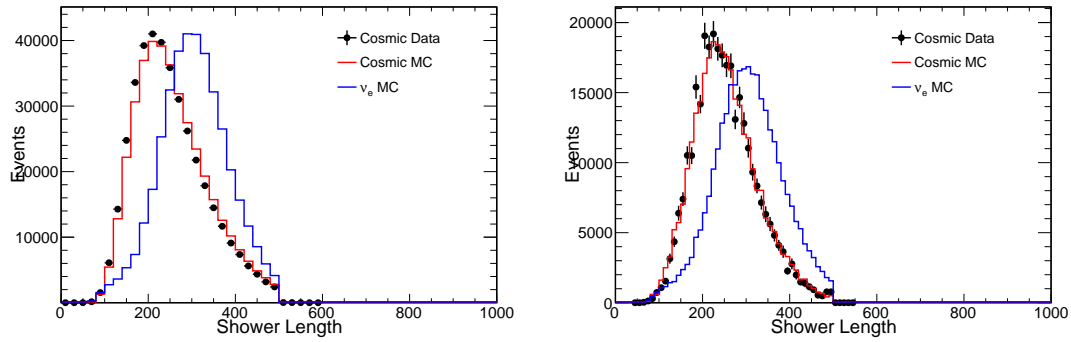 40000
30000
20000
10000
0
Events
Cosmic Data
Cosmic MC
νe MC
0 200 400 600 800 1000
Shower Length
20000
15000
10000
5000
0
Events
Cosmic Data
Cosmic MC
νe MC
0 200 400 600 800 1000
Shower Length